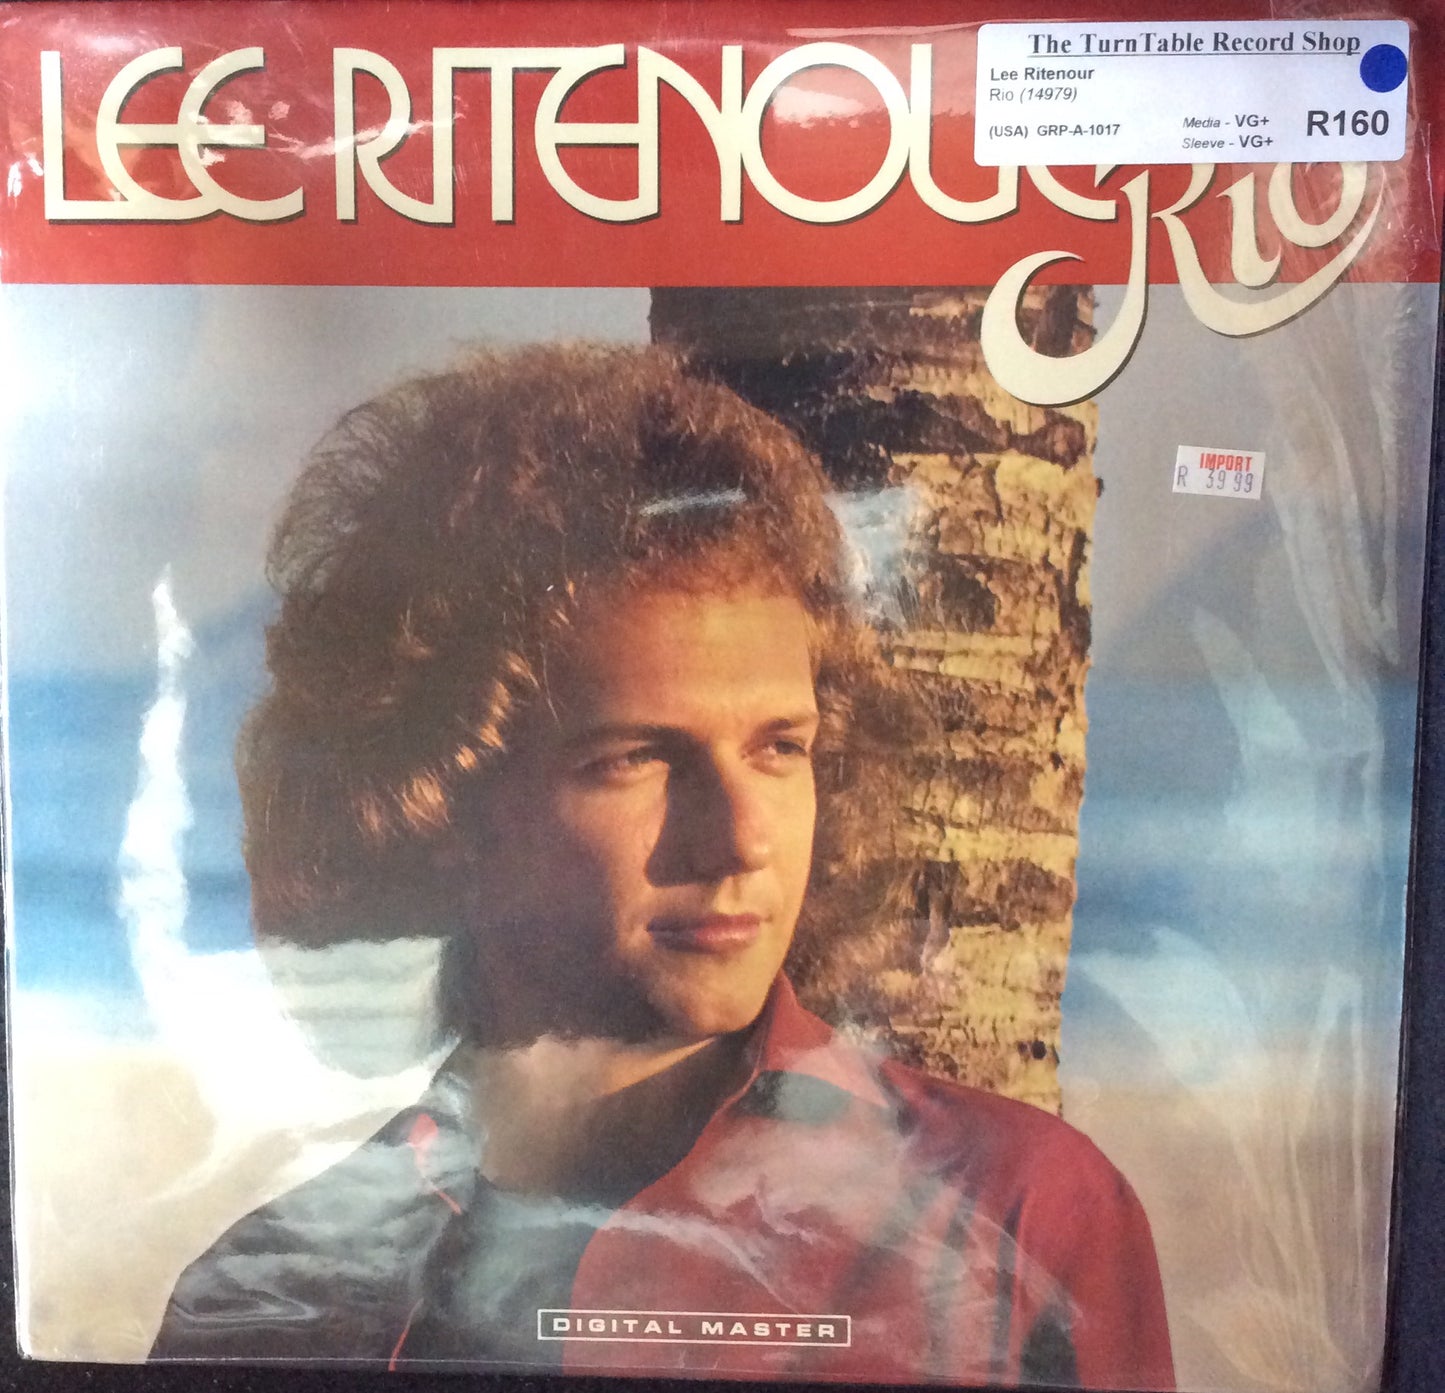 LEE RITENOUR
Rio
The TurnTable Record Shop
Lee Ritenour
Rio (14979)
(USA) GRP-A-1017
Media - VG+
Sleeve - VG+
R160
IMPORT
R 39 99
DIGITAL MASTER